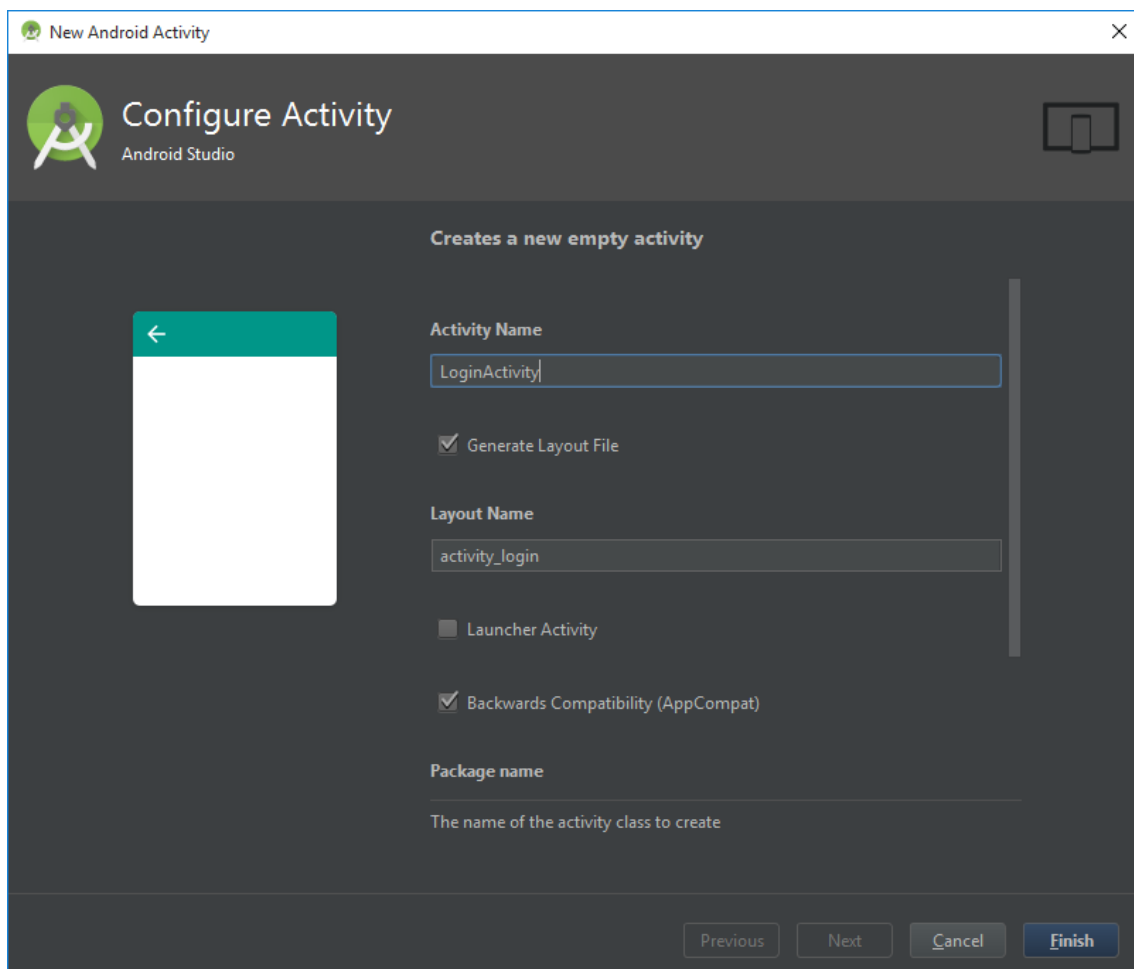 New Android Activity
Configure Activity
Android Studio
Creates a new empty activity
Activity Name
LoginActivity
Generate Layout File
Layout Name
activity_login
Launcher Activity
Backwards Compatibility (AppCompat)
Package name
The name of the activity class to create
Previous Next Cancel Finish